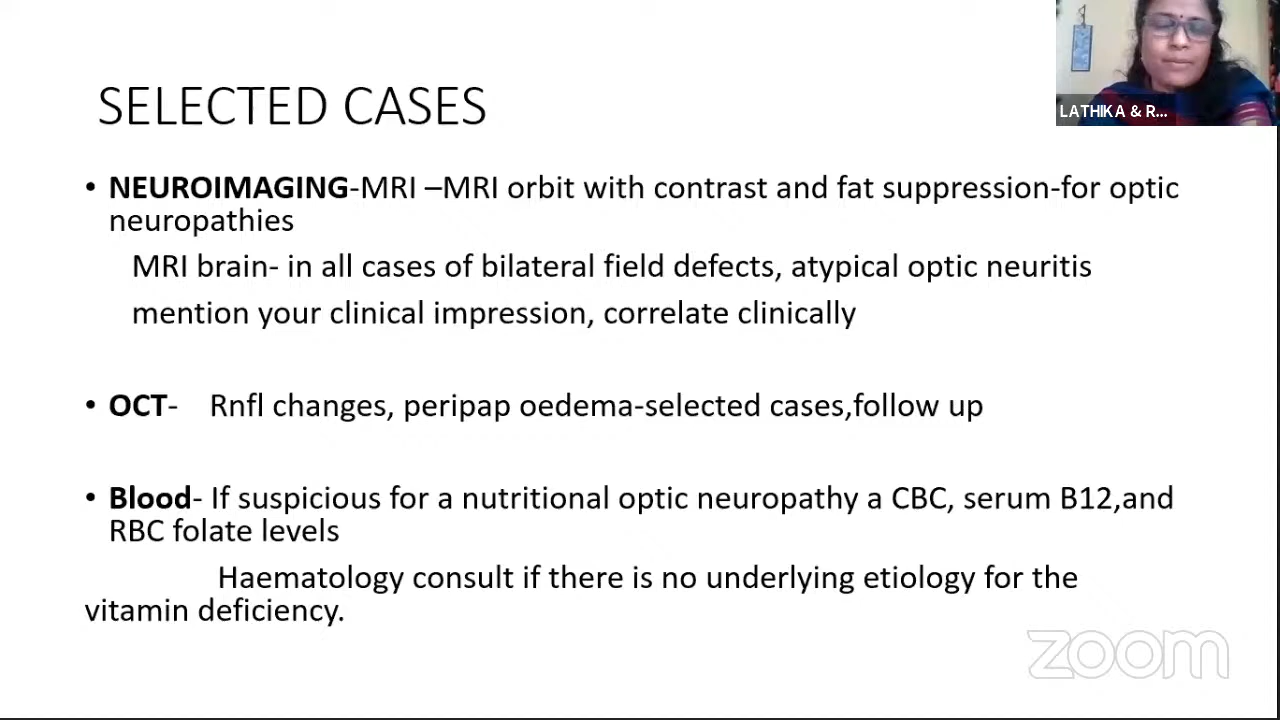 SELECTED CASES
LATHIKA & R...
• NEUROIMAGING-MRI –MRI orbit with contrast and fat suppression-for optic
neuropathies
MRI brain- in all cases of bilateral field defects, atypical optic neuritis
mention your clinical impression, correlate clinically
• OCT- Rnfl changes, peripap oedema-selected cases,follow up
• Blood- If suspicious for a nutritional optic neuropathy a CBC, serum B12,and
RBC folate levels
Haematology consult if there is no underlying etiology for the
vitamin deficiency.
zoom